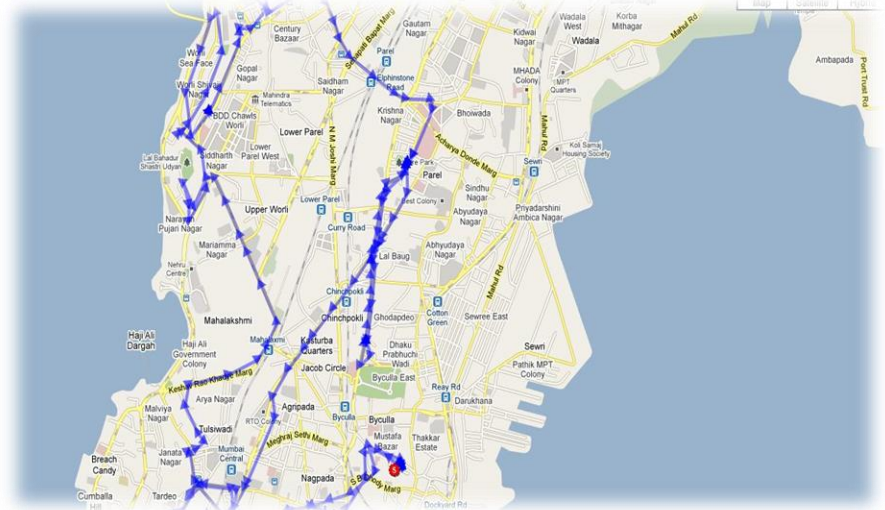 Map
Satellite
Hybrid
Century
Bazaar
Senapati Bapat Marg
Gautam
Nagar
Kidwai
Nagar
Wadala
West
Korba
Mithagar
Wadala
Mahul Rd
Sea Face
Gopal
Nagar
Parel
Ambapada
Port Trust Rd
Saidham
Nagar
Elphinstone
Road
MHADA
Colony
MPT
Quarters
Mahindra
Telematics
Krishna
Nagar
Bhoiwada
BDD Chawls
Worli
Lower Parel
N M Joshi Marg
Mahul Rd
Lower
Parel West
Acharya Donde Marg
Koli Samaj
Housing Society
Lal Bahadur
Shastri Udyan
Siddharth
Nagar
Sewri
Parel
Sindhu
Nagar
Lower Parel
Best Colony
Upper Worli
Abyudaya
Nagar
Priyadarshini
Ambica Nagar
Pujari Nagar
Curry Road
Mariamma
Nagar
Abhyudaya
Nagar
Lal Baug
Nehru
Centre
Mahul Rd
Chinchpokli
Cotton
Green
Mahalakshmi
Chinchpokli
Ghodapdeo
Sewree East
Haji Ali
Dargah
Haji Ali
Government
Colony
Kasturba
Quarters
Dhaku
Prabhuchi
Wadi
Sewri
Jacob Circle
Pathik MPT
Colony
Byculla East
Reay Rd
Keshav Rao Khadye Marg
Arya Nagar
Darukhana
Malviya
Nagar
Agripada
RTO Colony
Byculla
Byculla
Tulsiwadi
Meghraj Sethi Marg
Mustafa
Bazar
Thakkar
Estate
Janata
Nagar
Mumbai
Central
Breach
Candy
Nagpada
Cumballa
Hill
Tardeo
Dockyard Rd